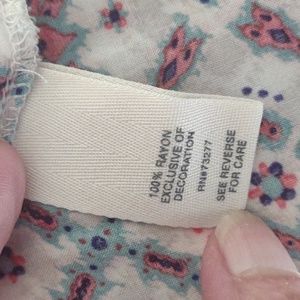 100% RAYON
EXCLUSIVE OF
DECORATION
RN#73277
SEE REVERSE
FOR CARE